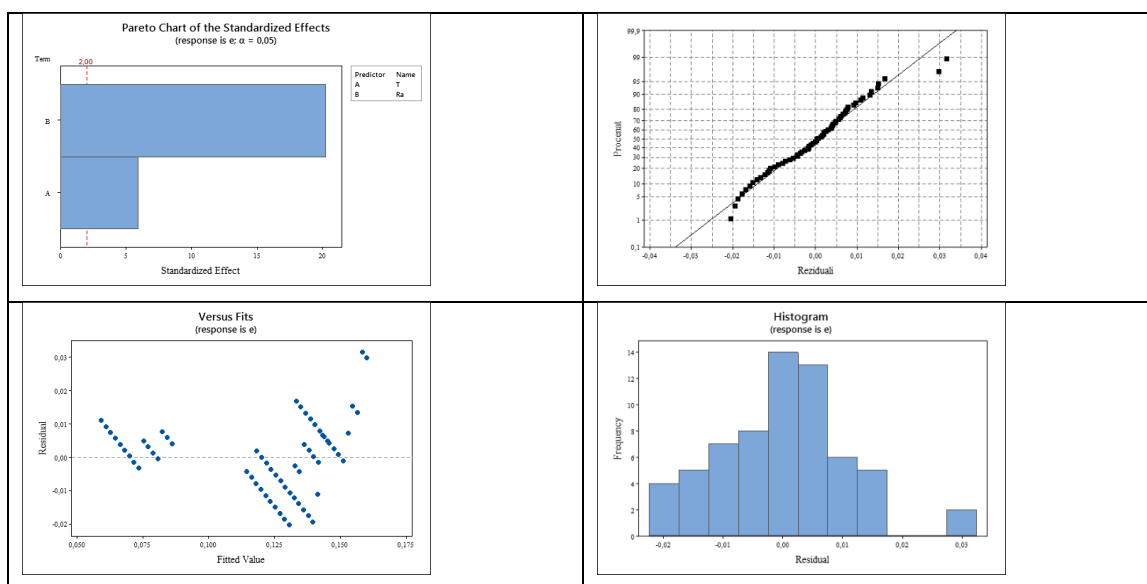 Pareto Chart of the Standardized Effects
(response is e; α = 0,05)
Term
2,00
B
A
0 5 10 15 20
Standardized Effect
Predictor Name
A T
B Ra
99,9
99
95
90
80
70
60
50
40
30
20
10
5
1
0,1
Procenat
-0,04 -0,03 -0,02 -0,01 0,00 0,01 0,02 0,03 0,04
Reziduali
Versus Fits
(response is e)
0,03
0,02
0,01
0,00
-0,01
-0,02
Residual
0,050 0,075 0,100 0,125 0,150 0,175
Fitted Value
Histogram
(response is e)
14
12
10
8
6
4
2
0
Frequency
-0,02 -0,01 0,00 0,01 0,02 0,03
Residual